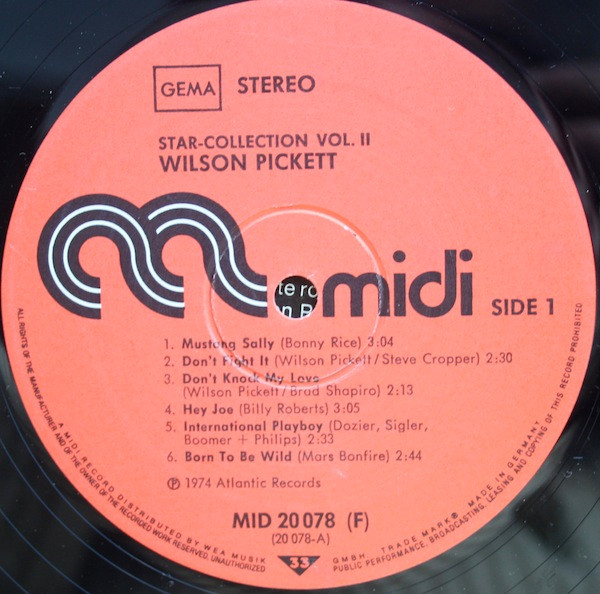 GEMA STEREO
STAR-COLLECTION VOL. II
WILSON PICKETT
midi SIDE 1
te ro
n P
1. Mustang Sally (Bonny Rice) 3:04
2. Don't Fight It (Wilson Pickett/Steve Cropper) 2:30
3. Don't Knock My Love
(Wilson Pickett/Brad Shapiro) 2:13
4. Hey Joe (Billy Roberts) 3:05
5. International Playboy (Dozier, Sigler,
Boomer + Philips) 2:33
6. Born To Be Wild (Mars Bonfire) 2:44
Ⓟ 1974 Atlantic Records
MID 20 078 (F)
(20 078-A)
33
ALL RIGHTS OF THE MANUFACTURER AND OF THE OWNER OF THE RECORDED WORK RESERVED. UNAUTHORIZED
PUBLIC PERFORMANCE, BROADCASTING, LEASING AND COPYING OF THIS RECORD PROHIBITED
A MIDI RECORD DISTRIBUTED BY WEA MUSIK
GMBH. TRADE MARK® MADE IN GERMANY